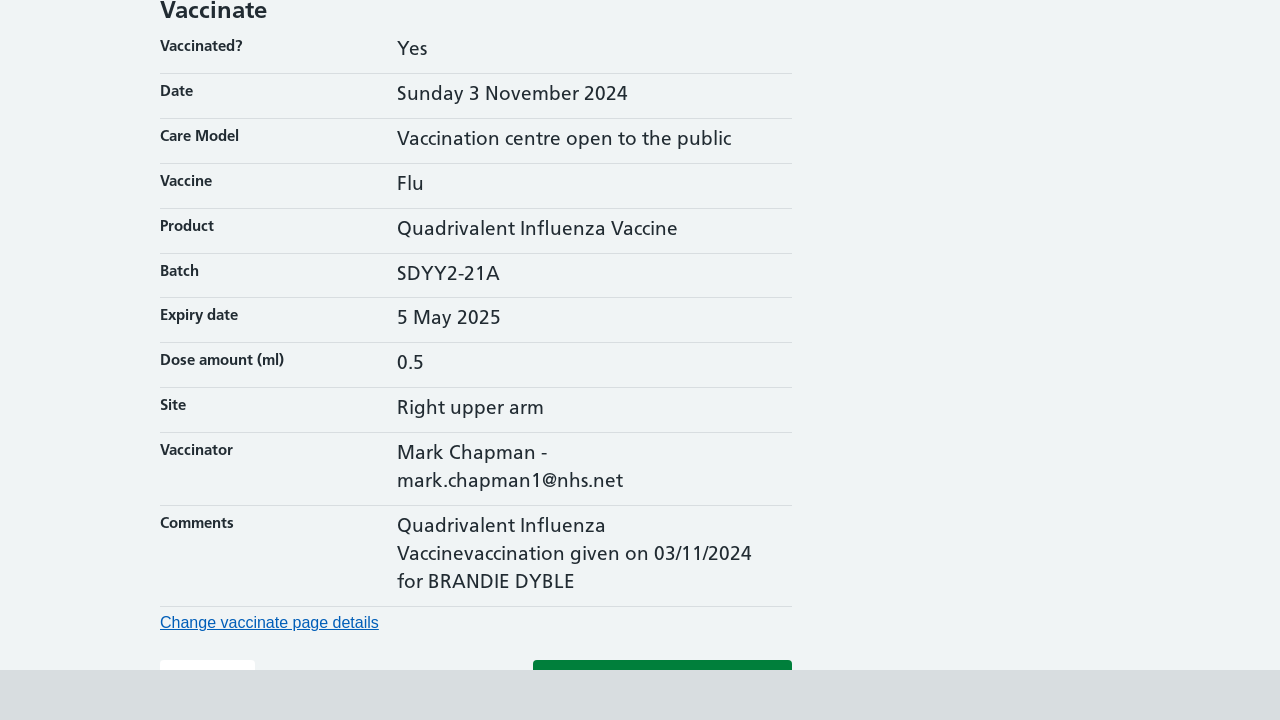 Vaccinate
Vaccinated? Yes
Date Sunday 3 November 2024
Care Model Vaccination centre open to the public
Vaccine Flu
Product Quadrivalent Influenza Vaccine
Batch SDYY2-21A
Expiry date 5 May 2025
Dose amount (ml) 0.5
Site Right upper arm
Vaccinator Mark Chapman -
mark.chapman1@nhs.net
Comments Quadrivalent Influenza
Vaccinevaccination given on 03/11/2024
for BRANDIE DYBLE
Change vaccinate page details